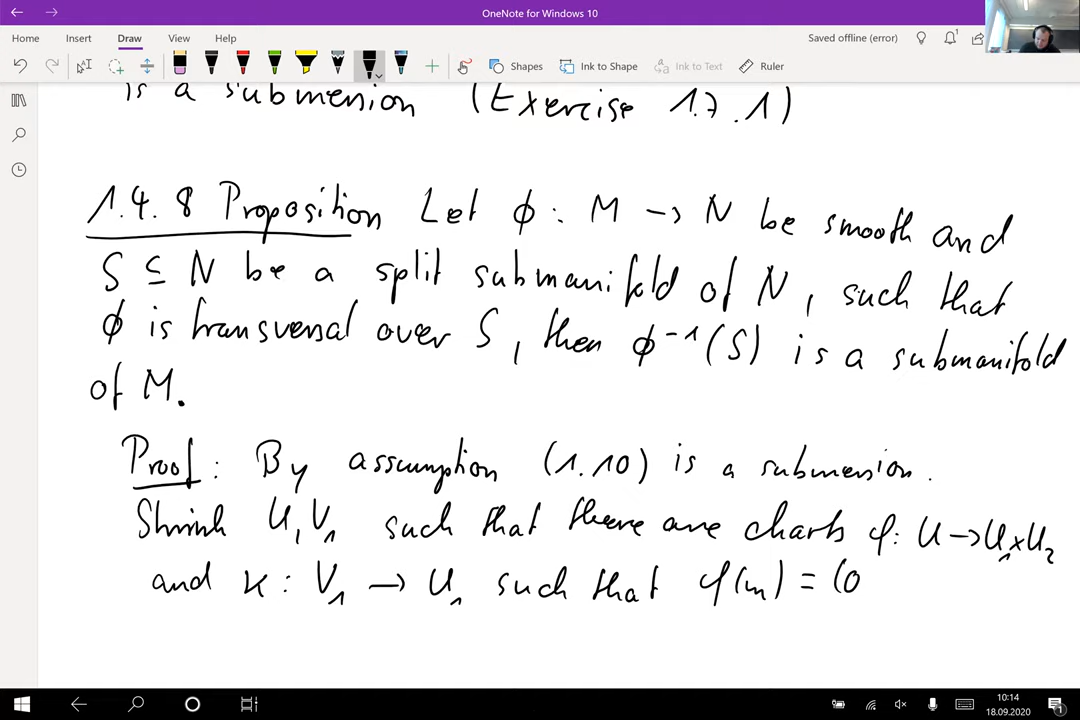 OneNote for Windows 10
Home Insert Draw View Help Saved offline (error)
Shapes Ink to Shape Ink to Text Ruler
is a submersion (Exercise 1.7.1)
1.4.8 Proposition Let ϕ: M → N be smooth and
S ⊆ N be a split submanifold of N, such that
ϕ is transversal over S, then ϕ⁻¹(S) is a submanifold
of M.
Proof: By assumption (1.10) is a submersion.
Shrink U, V₁ such that there are charts φ: U → U₁×U₂
and κ: V₁ → U₁ such that φ(m) = (0
10:14
18.09.2020